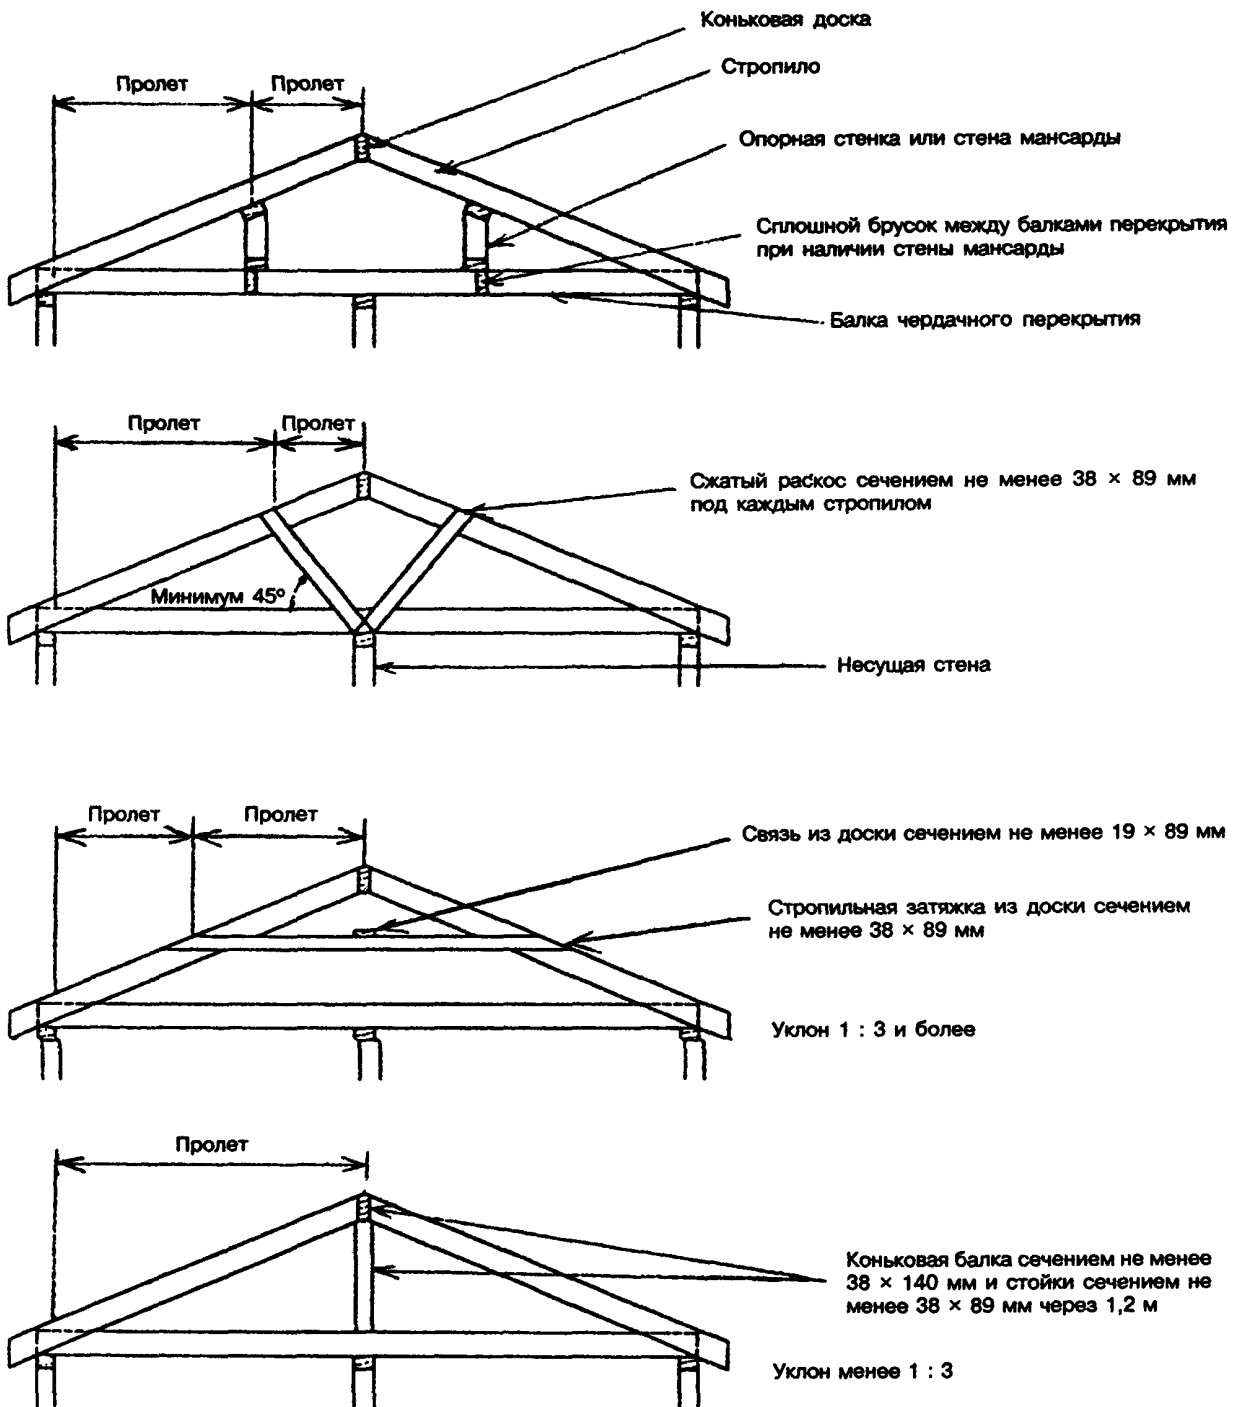 Коньковая доска
Стропило
Пролет
Пролет
Опорная стенка или стена мансарды
Сплошной брусок между балками перекрытия
при наличии стены мансарды
Балка чердачного перекрытия
Пролет
Пролет
Сжатый раскос сечением не менее 38 × 89 мм
под каждым стропилом
Минимум 45°
Несущая стена
Пролет
Пролет
Связь из доски сечением не менее 19 × 89 мм
Стропильная затяжка из доски сечением
не менее 38 × 89 мм
Уклон 1 : 3 и более
Пролет
Коньковая балка сечением не менее
38 × 140 мм и стойки сечением не
менее 38 × 89 мм через 1,2 м
Уклон менее 1 : 3